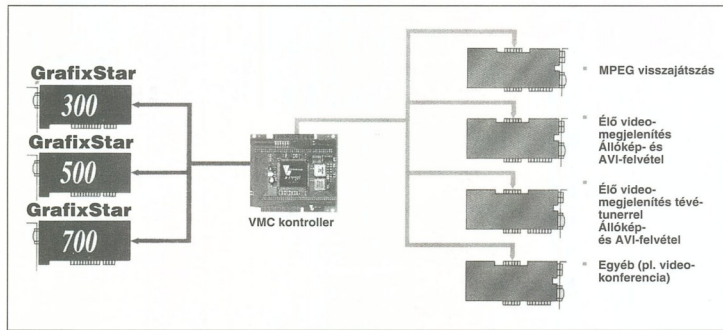 GrafixStar
300
GrafixStar
500
GrafixStar
700
VMC kontroller
MPEG visszajátszás
Élő video-
megjelenítés
Állókép- és
AVI-felvétel
Élő video-
megjelenítés tévé-
tunerrel
Állókép-
és AVI-felvétel
Egyéb (pl. video-
konferencia)